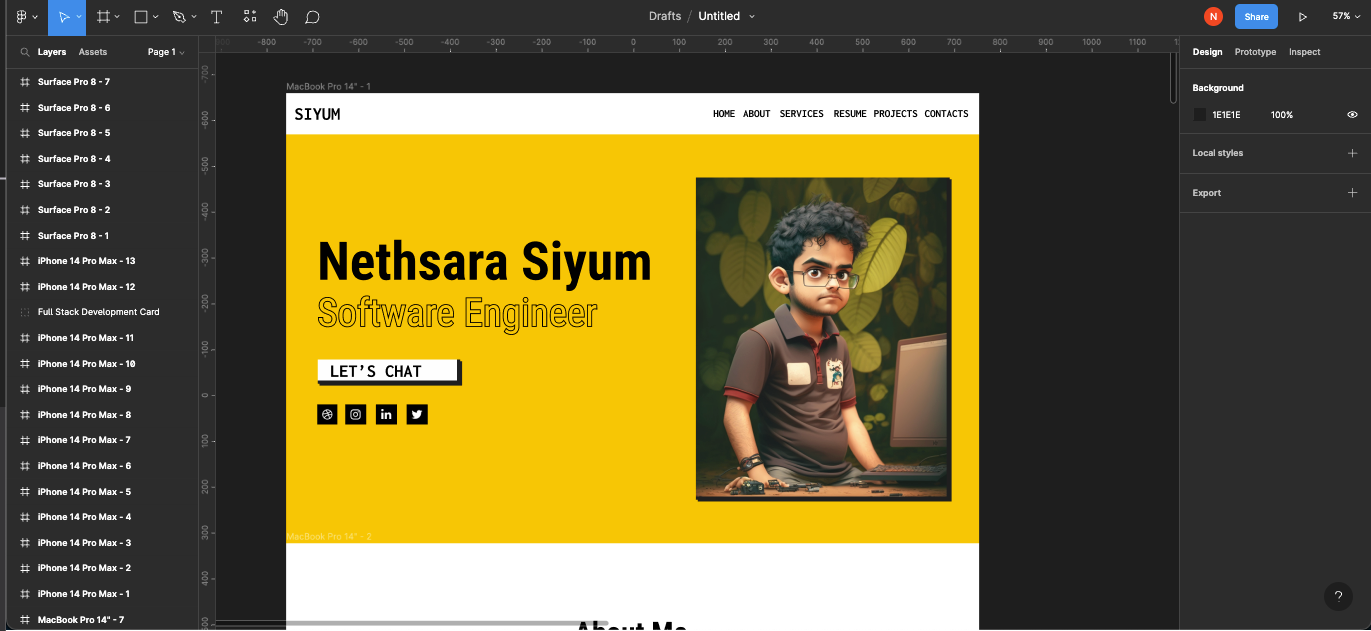 Drafts / Untitled
N
Share
57%
Layers
Assets
Page 1
-800 -700 -600 -500 -400 -300 -200 -100 0 100 200 300 400 500 600 700 800 900 1000 1100
Design
Prototype
Inspect
Surface Pro 8 - 7
Surface Pro 8 - 6
Surface Pro 8 - 5
Surface Pro 8 - 4
Surface Pro 8 - 3
Surface Pro 8 - 2
Surface Pro 8 - 1
iPhone 14 Pro Max - 13
iPhone 14 Pro Max - 12
Full Stack Development Card
iPhone 14 Pro Max - 11
iPhone 14 Pro Max - 10
iPhone 14 Pro Max - 9
iPhone 14 Pro Max - 8
iPhone 14 Pro Max - 7
iPhone 14 Pro Max - 6
iPhone 14 Pro Max - 5
iPhone 14 Pro Max - 4
iPhone 14 Pro Max - 3
iPhone 14 Pro Max - 2
iPhone 14 Pro Max - 1
MacBook Pro 14" - 7
-700
-600
-500
-400
-300
-200
-100
0
100
200
300
400
MacBook Pro 14" - 1
SIYUM
HOME ABOUT SERVICES RESUME PROJECTS CONTACTS
Nethsara Siyum
Software Engineer
LET'S CHAT
in
MacBook Pro 14" - 2
About Me
Background
1E1E1E
100%
Local styles
Export
?